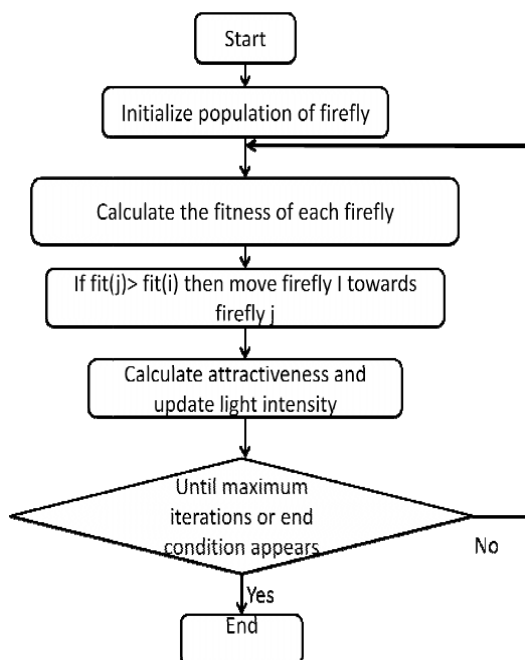 Start
Initialize population of firefly
Calculate the fitness of each firefly
If fit(j)> fit(i) then move firefly I towards
firefly j
Calculate attractiveness and
update light intensity
Until maximum
iterations or end
condition appears
No
Yes
End